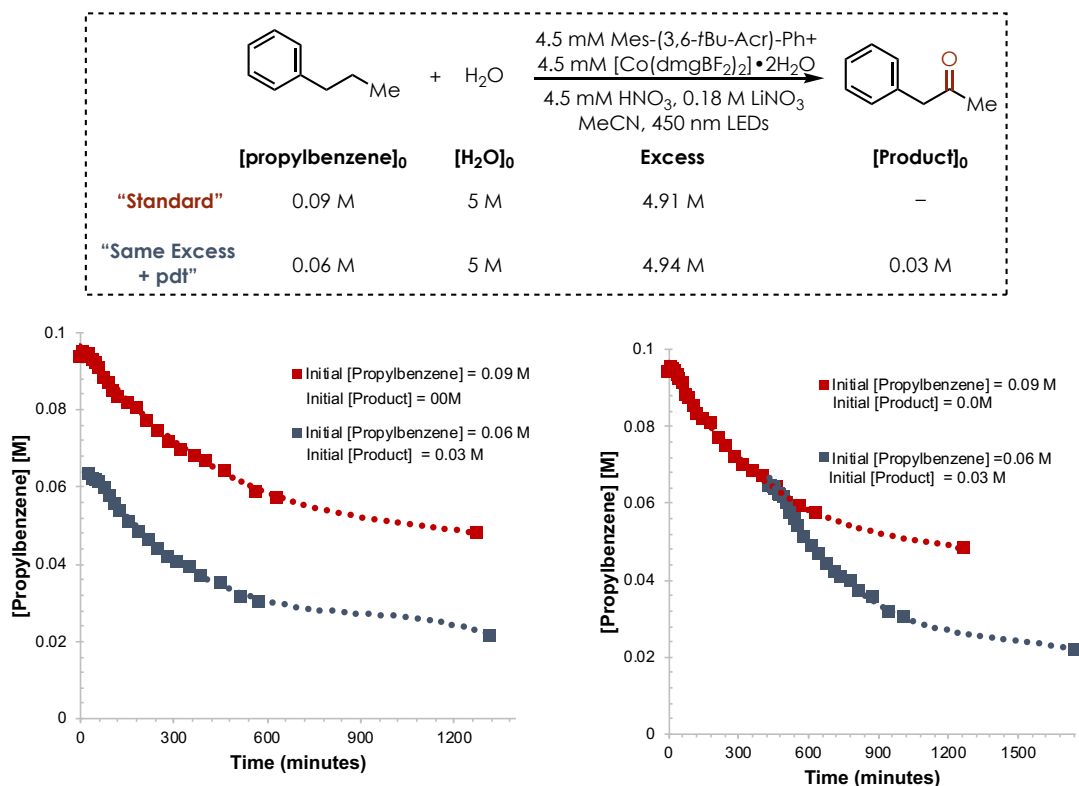 4.5 mM Mes-(3,6-tBu-Acr)-Ph+
4.5 mM [Co(dmgBF2)2]•2H2O
Me + H2O O Me
4.5 mM HNO3, 0.18 M LiNO3
MeCN, 450 nm LEDs
[propylbenzene]0 [H2O]0 Excess [Product]0
“Standard” 0.09 M 5 M 4.91 M –
“Same Excess
+ pdt” 0.06 M 5 M 4.94 M 0.03 M
[Propylbenzene] [M]
0.1
0.08
0.06
0.04
0.02
0
Initial [Propylbenzene] = 0.09 M
Initial [Product] = 00M
Initial [Propylbenzene] = 0.06 M
Initial [Product] = 0.03 M
0 300 600 900 1200
Time (minutes)
[Propylbenzene] [M]
0.1
0.08
0.06
0.04
0.02
0
Initial [Propylbenzene] = 0.09 M
Initial [Product] = 0.0M
Initial [Propylbenzene] =0.06 M
Initial [Product] = 0.03 M
0 300 600 900 1200 1500
Time (minutes)